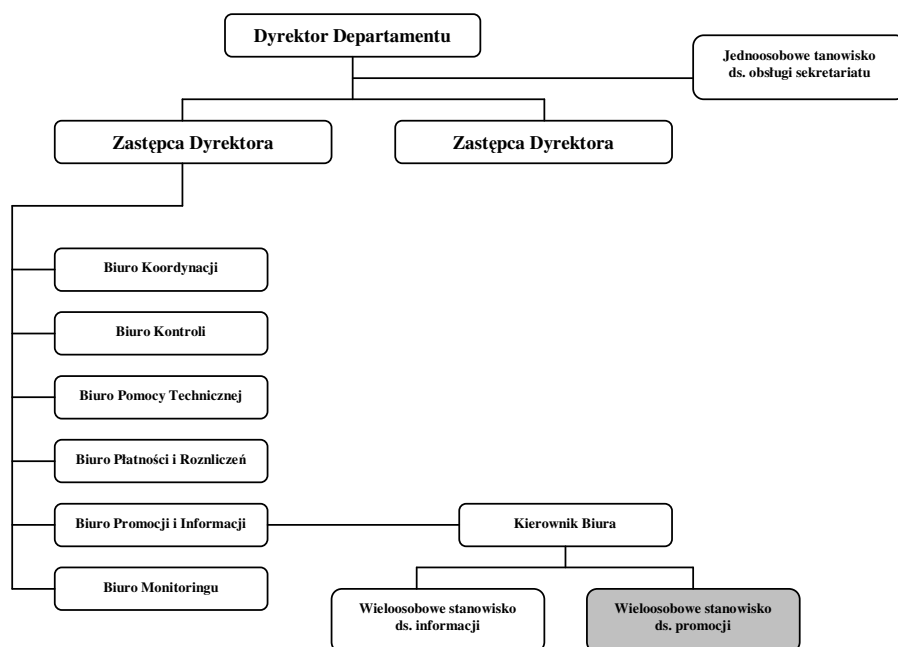 Dyrektor Departamentu
Jednoosobowe tanowisko
ds. obsługi sekretariatu
Zastępca Dyrektora
Zastępca Dyrektora
Biuro Koordynacji
Biuro Kontroli
Biuro Pomocy Technicznej
Biuro Płatności i Roznliczeń
Biuro Promocji i Informacji
Kierownik Biura
Biuro Monitoringu
Wieloosobowe stanowisko
ds. informacji
Wieloosobowe stanowisko
ds. promocji